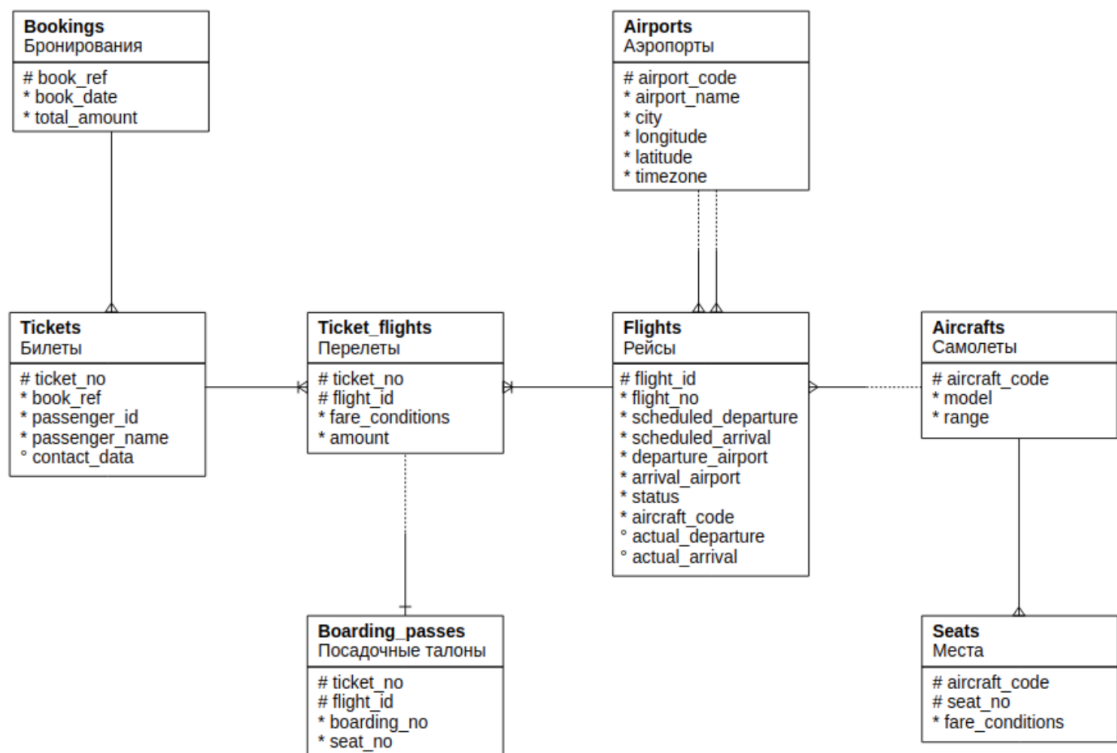 Bookings
Бронирования
# book_ref
* book_date
* total_amount
Airports
Аэропорты
# airport_code
* airport_name
* city
* longitude
* latitude
* timezone
Tickets
Билеты
# ticket_no
* book_ref
* passenger_id
* passenger_name
° contact_data
Ticket_flights
Перелеты
# ticket_no
# flight_id
* fare_conditions
* amount
Flights
Рейсы
# flight_id
* flight_no
* scheduled_departure
* scheduled_arrival
* departure_airport
* arrival_airport
* status
* aircraft_code
° actual_departure
° actual_arrival
Aircrafts
Самолеты
# aircraft_code
* model
* range
Boarding_passes
Посадочные талоны
# ticket_no
# flight_id
* boarding_no
* seat_no
Seats
Места
# aircraft_code
# seat_no
* fare_conditions